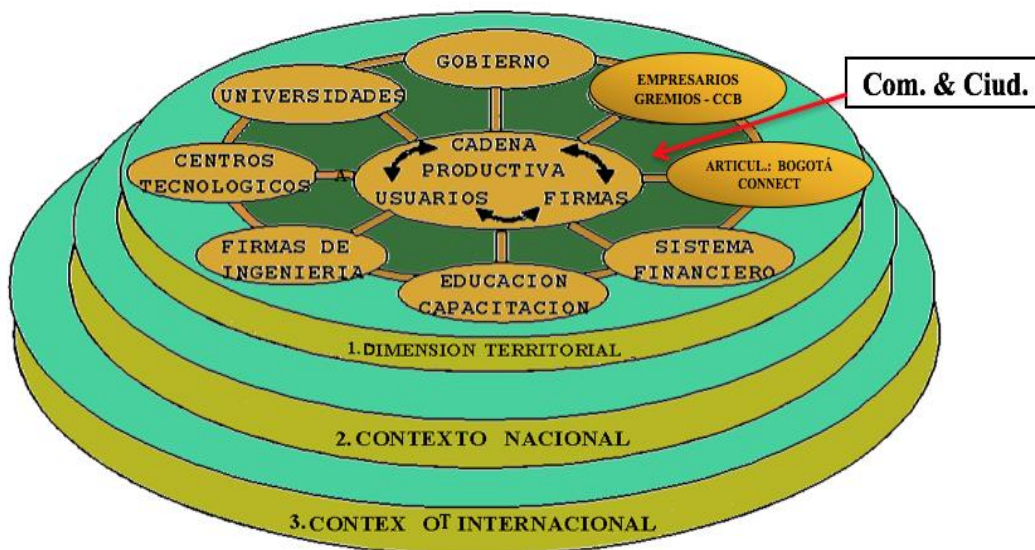 GOBIERNO
EMPRESARIOS
GREMIOS - CCB
Com. & Ciud.
UNIVERSIDADES
CADENA
PRODUCTIVA
USUARIOS
FIRMAS
CENTROS
TECNOLOGICOS
A
ARTICUL.: BOGOTÁ
CONNECT
FIRMAS DE
INGENIERIA
EDUCACION
CAPACITACION
SISTEMA
FINANCIERO
1.DIMENSION TERRITORIAL
2. CONTEXTO NACIONAL
3. CONTEX OT INTERNACIONAL